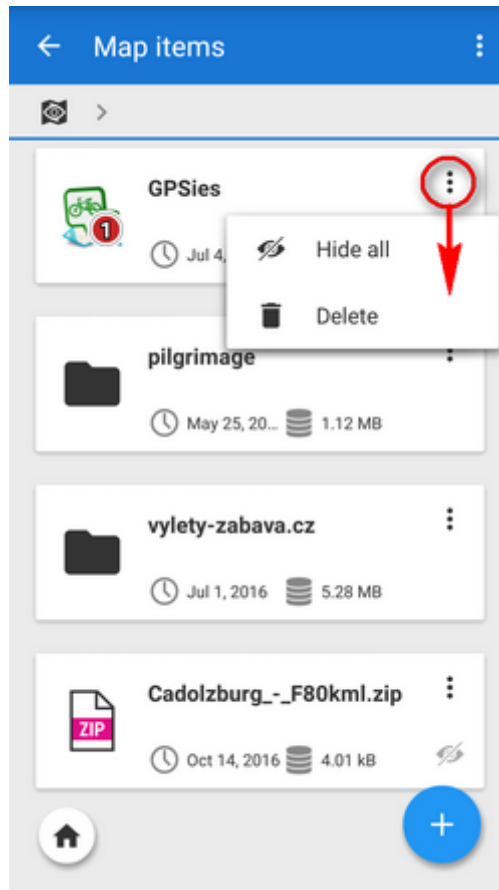 Map items
GPSies
1
Jul 4,
Hide all
Delete
pilgrimage
May 25, 20… 1.12 MB
vylety-zabava.cz
Jul 1, 2016 5.28 MB
Cadolzburg_-_F80kml.zip
ZIP
Oct 14, 2016 4.01 kB